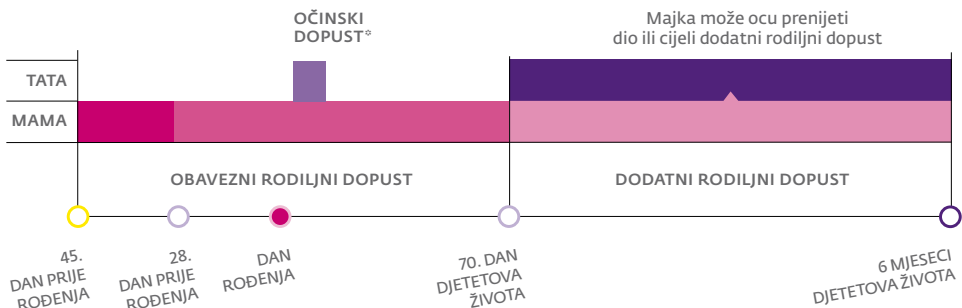 OČINSKI
DOPUST*
Majka može ocu prenijeti
dio ili cijeli dodatni rodiljni dopust
TATA
MAMA
OBAVEZNI RODILJNI DOPUST
DODATNI RODILJNI DOPUST
45.
DAN PRIJE
ROĐENJA
28.
DAN PRIJE
ROĐENJA
DAN
ROĐENJA
70. DAN
DJETETOVA
ŽIVOTA
6 MJESECI
DJETETOVA ŽIVOTA